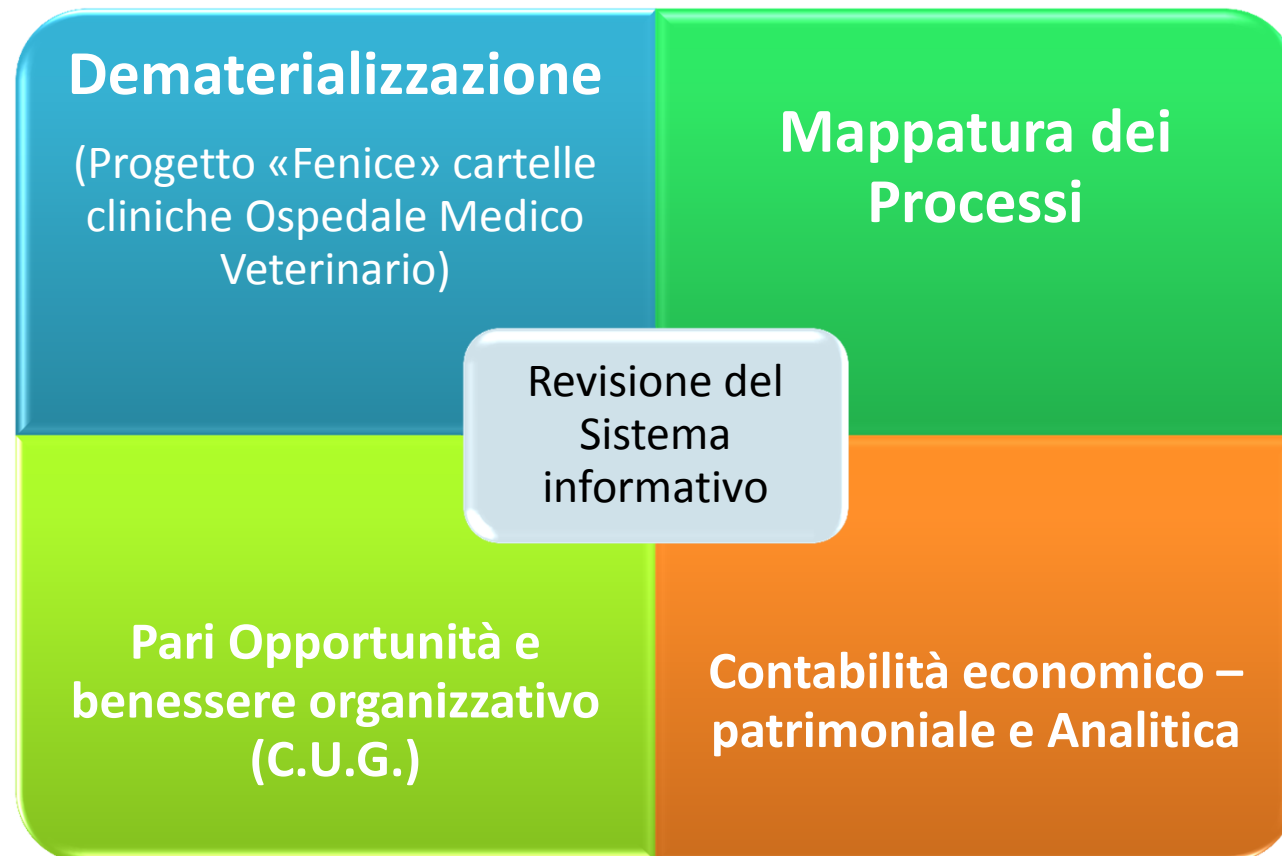 Dematerializzazione
(Progetto «Fenice» cartelle
cliniche Ospedale Medico
Veterinario)
Mappatura dei
Processi
Revisione del
Sistema
informativo
Pari Opportunità e
benessere organizzativo
(C.U.G.)
Contabilità economico –
patrimoniale e Analitica